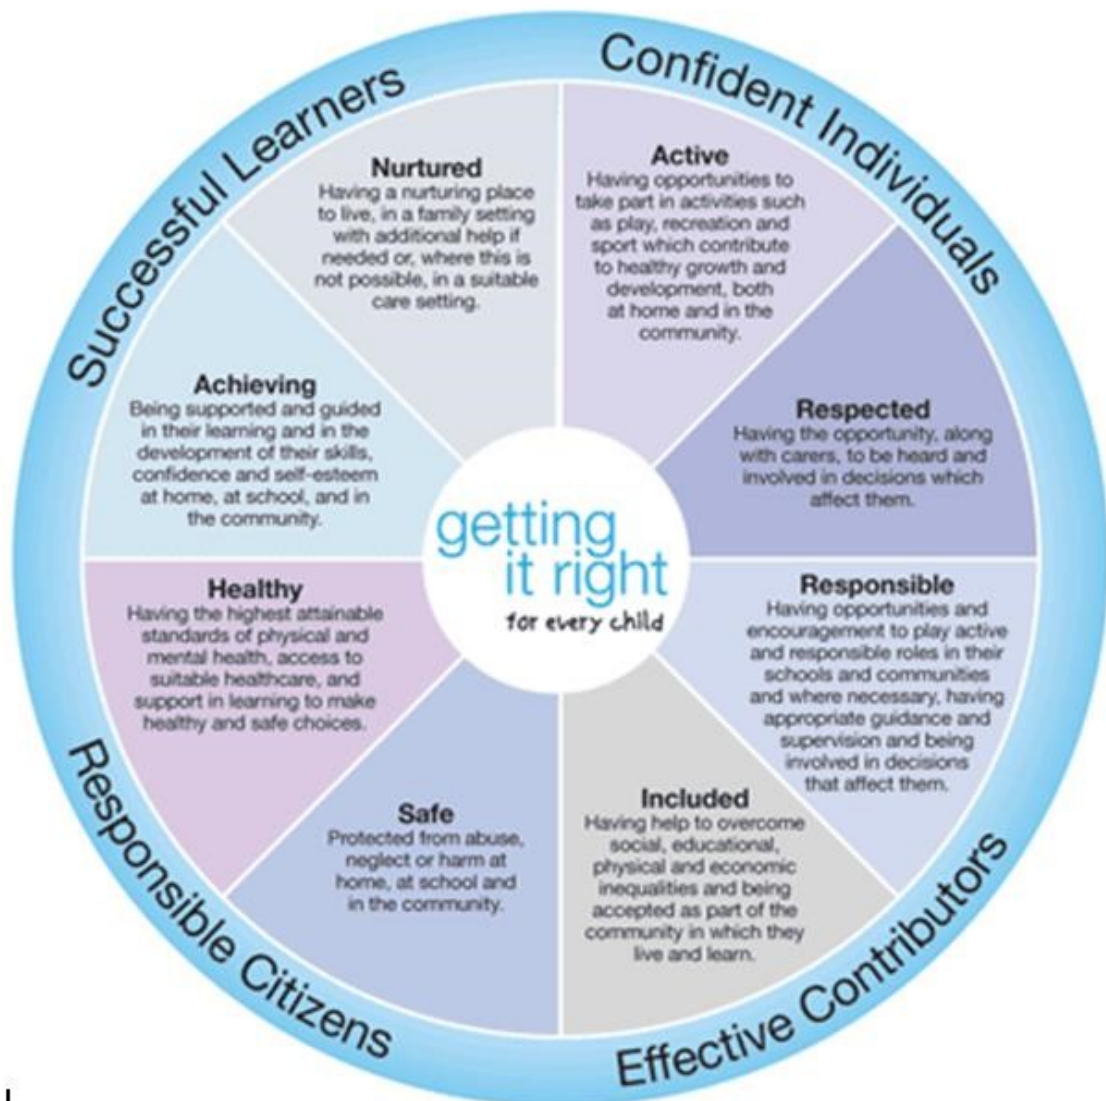 Successful Learners
Confident Individuals
Nurtured
Having a nurturing place
to live, in a family setting
with additional help if
needed or, where this is
not possible, in a suitable
care setting.
Active
Having opportunities to
take part in activities such
as play, recreation and
sport which contribute
to healthy growth and
development, both
at home and in the
community.
Achieving
Being supported and guided
in their learning and in the
development of their skills,
confidence and self-esteem
at home, at school, and in
the community.
Respected
Having the opportunity, along
with carers, to be heard and
involved in decisions which
affect them.
getting
it right
for every child
Healthy
Having the highest attainable
standards of physical and
mental health, access to
suitable healthcare, and
support in learning to make
healthy and safe choices.
Responsible
Having opportunities and
encouragement to play active
and responsible roles in their
schools and communities
and where necessary, having
appropriate guidance and
supervision and being
involved in decisions
that affect them.
Safe
Protected from abuse,
neglect or harm at
home, at school and
in the community.
Included
Having help to overcome
social, educational,
physical and economic
inequalities and being
accepted as part of the
community in which they
live and learn.
Responsible Citizens
Effective Contributors